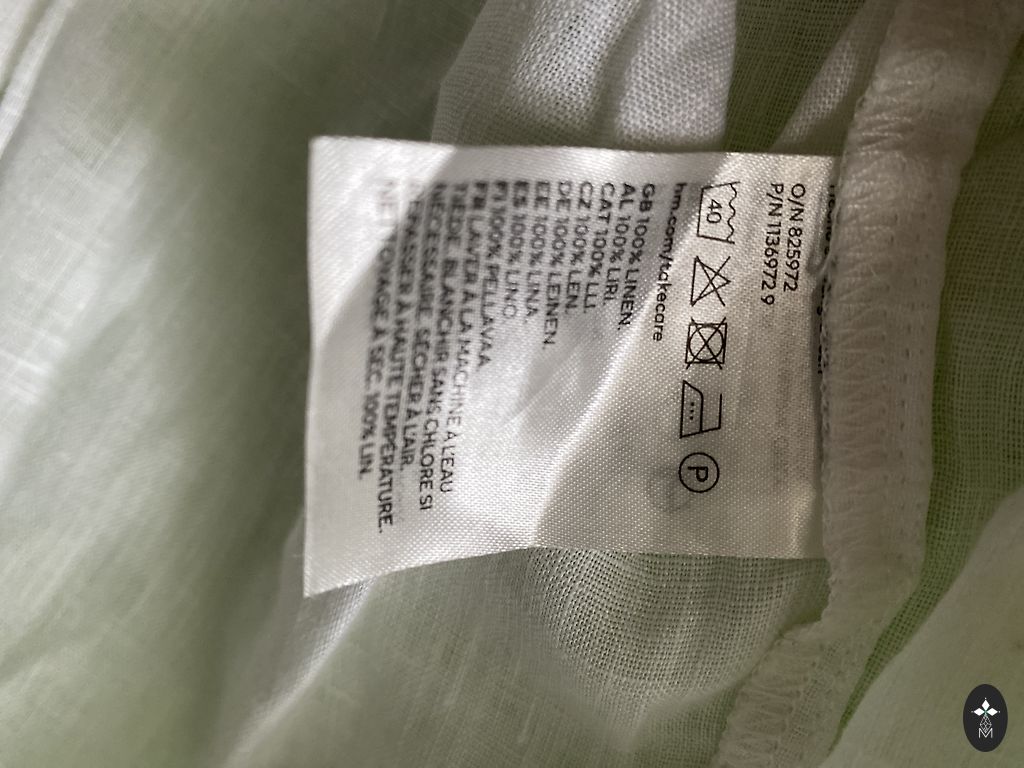 O/N 825972
P/N 1136972 9
40
P
hm.com/takecare
GB 100% LINEN.
AL 100% LIRI.
CAT 100% LLI.
CZ 100% LEN.
DE 100% LEINEN.
EE 100% LINA.
ES 100% LINO.
FI 100% PELLAVAA.
FR LAVER À LA MACHINE À L'EAU
TIÈDE. BLANCHIR SANS CHLORE SI
NÉCESSAIRE. SÉCHER À L'AIR.
REPASSER À HAUTE TEMPÉRATURE.
NETTOYAGE À SEC. 100% LIN.
M